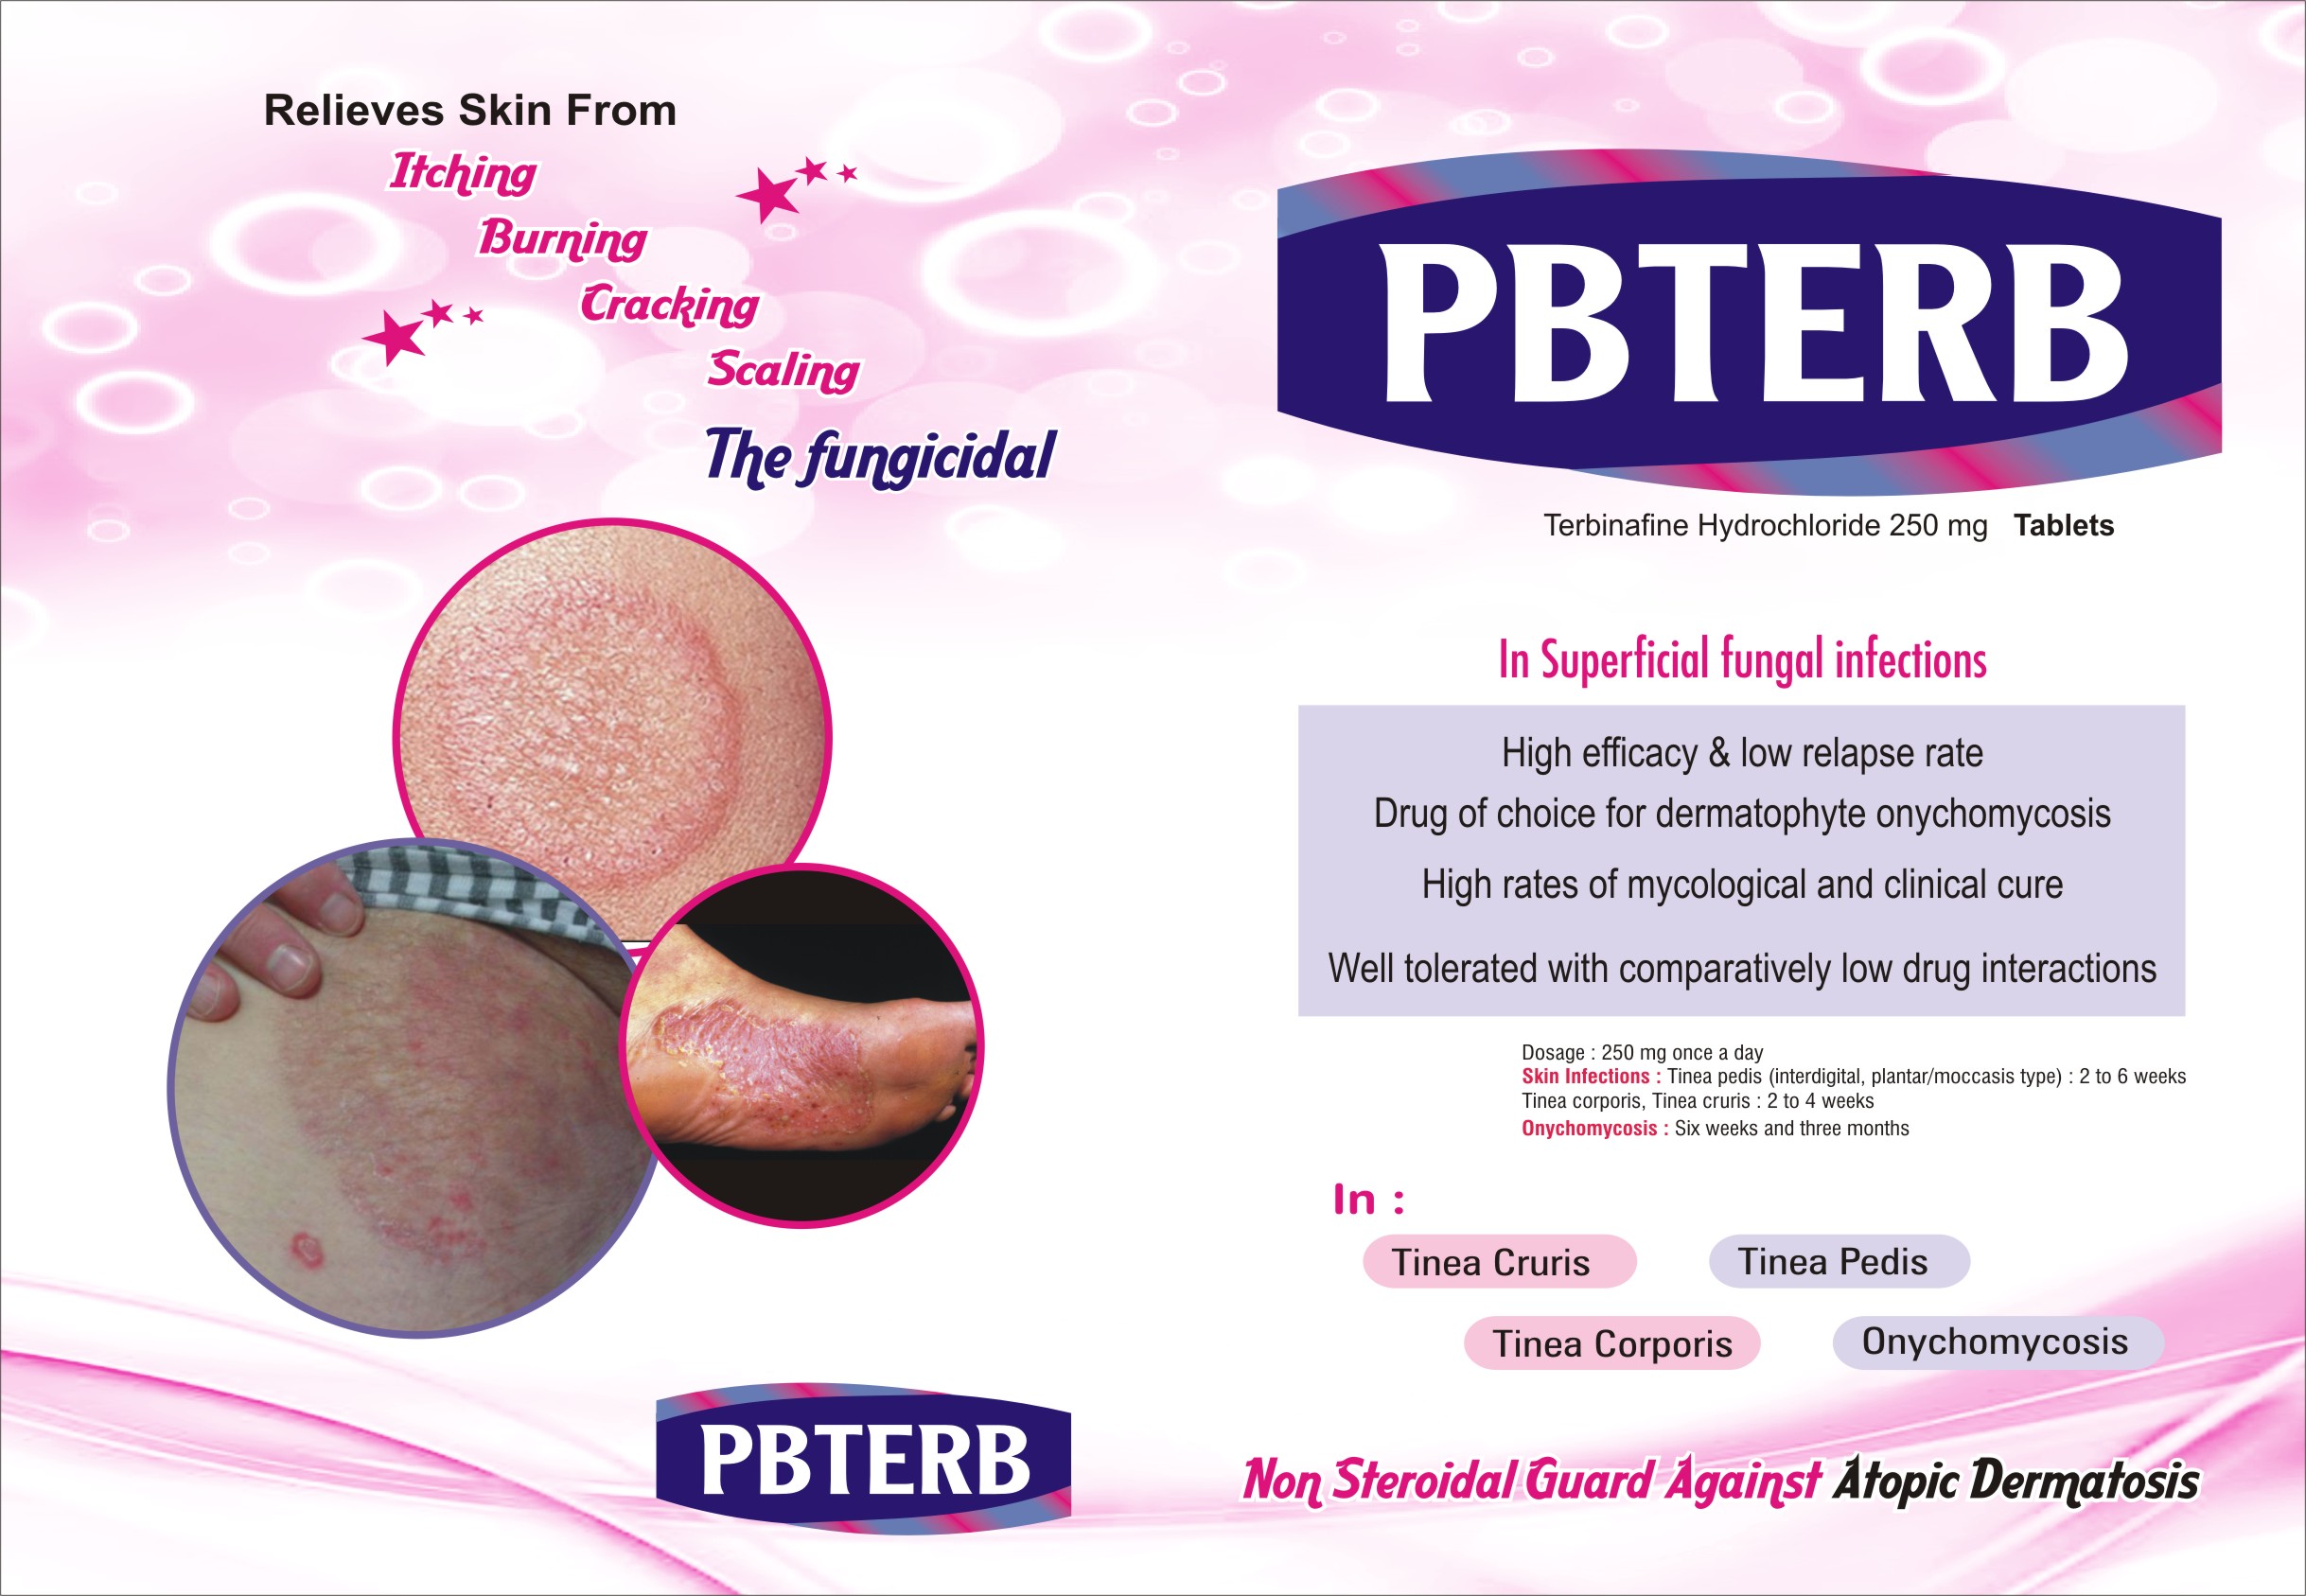 Relieves Skin From
Itching
Burning
Cracking
Scaling
The fungicidal
PBTERB
PBTERB
Terbinafine Hydrochloride 250 mg Tablets
In Superficial fungal infections
High efficacy & low relapse rate
Drug of choice for dermatophyte onychomycosis
High rates of mycological and clinical cure
Well tolerated with comparatively low drug interactions
Dosage : 250 mg once a day
Skin Infections : Tinea pedis (interdigital, plantar/moccasis type) : 2 to 6 weeks
Tinea corporis, Tinea cruris : 2 to 4 weeks
Onychomycosis : Six weeks and three months
In :
Tinea Cruris
Tinea Pedis
Tinea Corporis
Onychomycosis
Non Steroidal Guard Against Atopic Dermatosis